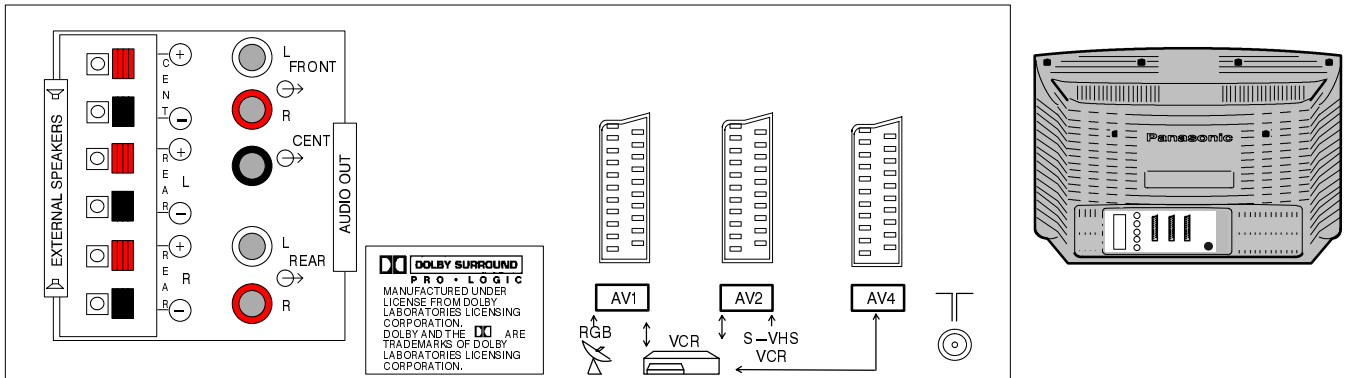 EXTERNAL SPEAKERS
+
CENT
−
+
REAR
L
−
+
REAR
R
−
L
FRONT
R
CENT
L
REAR
R
AUDIO OUT
DOLBY SURROUND
PRO • LOGIC
MANUFACTURED UNDER
LICENSE FROM DOLBY
LABORATORIES LICENSING
CORPORATION.
DOLBY AND THE ARE
TRADEMARKS OF DOLBY
LABORATORIES LICENSING
CORPORATION.
AV1
AV2
AV4
RGB
VCR
S–VHS
VCR
Panasonic